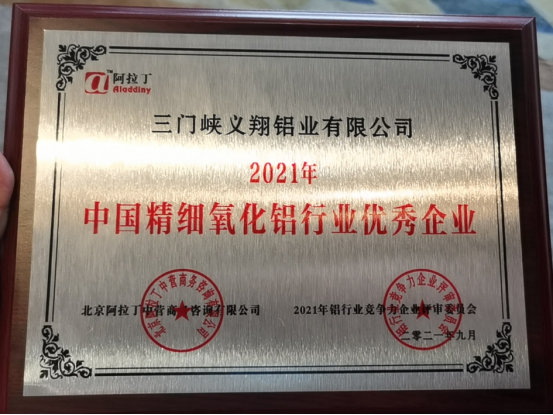 阿拉丁
Aladdiny
三门峡义翔铝业有限公司
2021年
中国精细氧化铝行业优秀企业
北京阿拉丁中营商务咨询有限公司
2021年铝行业竞争力企业评审委员会
二零二一年九月